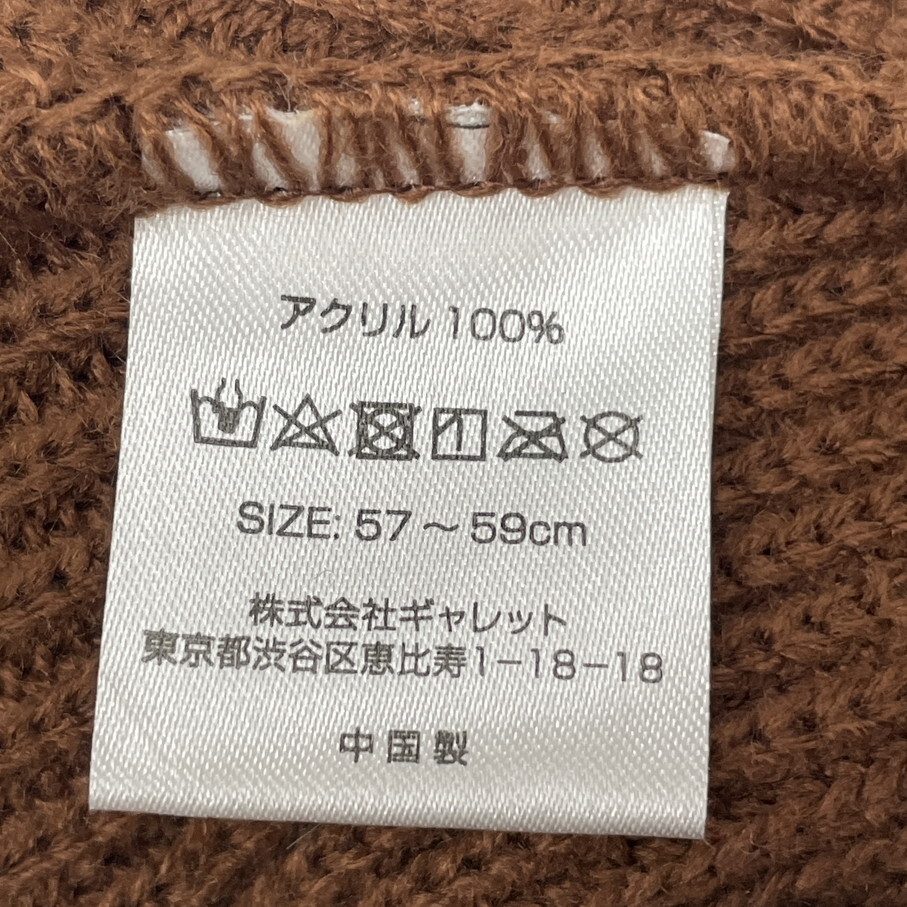 アクリル 100%
SIZE: 57～59cm
株式会社ギャレット
東京都渋谷区恵比寿1-18-18
中国製